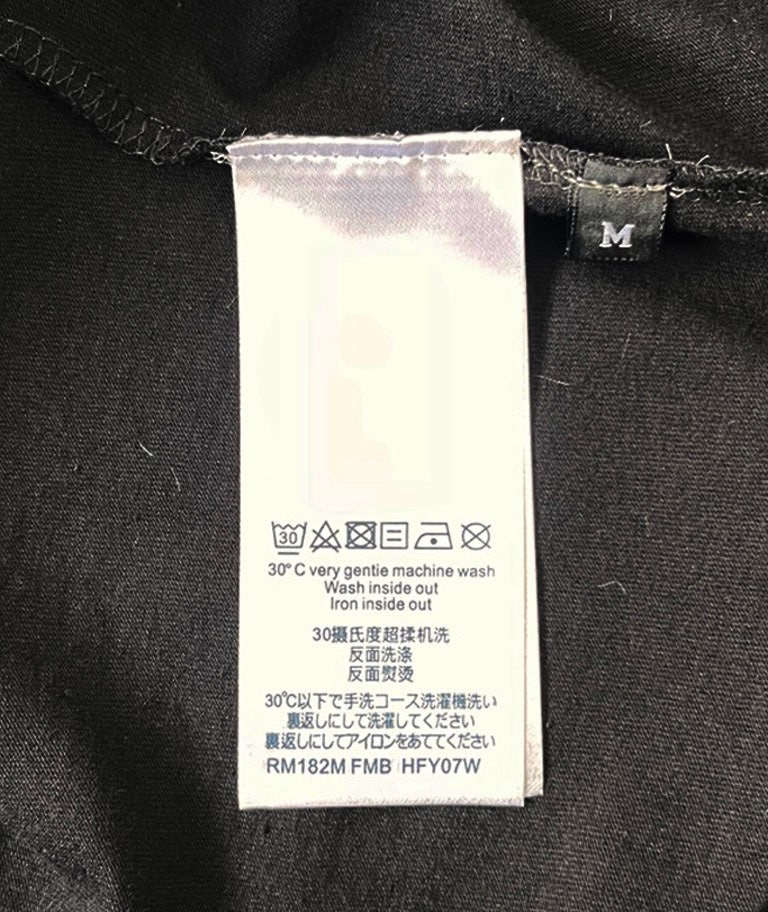 M
30
30°C very gentie machine wash
Wash inside out
Iron inside out
30摄氏度超揉机洗
反面洗涤
反面熨烫
30℃以下で手洗コース洗濯機洗い
裏返しにして洗濯してください
裏返しにしてアイロンをあててください
RM182M FMB HFY07W